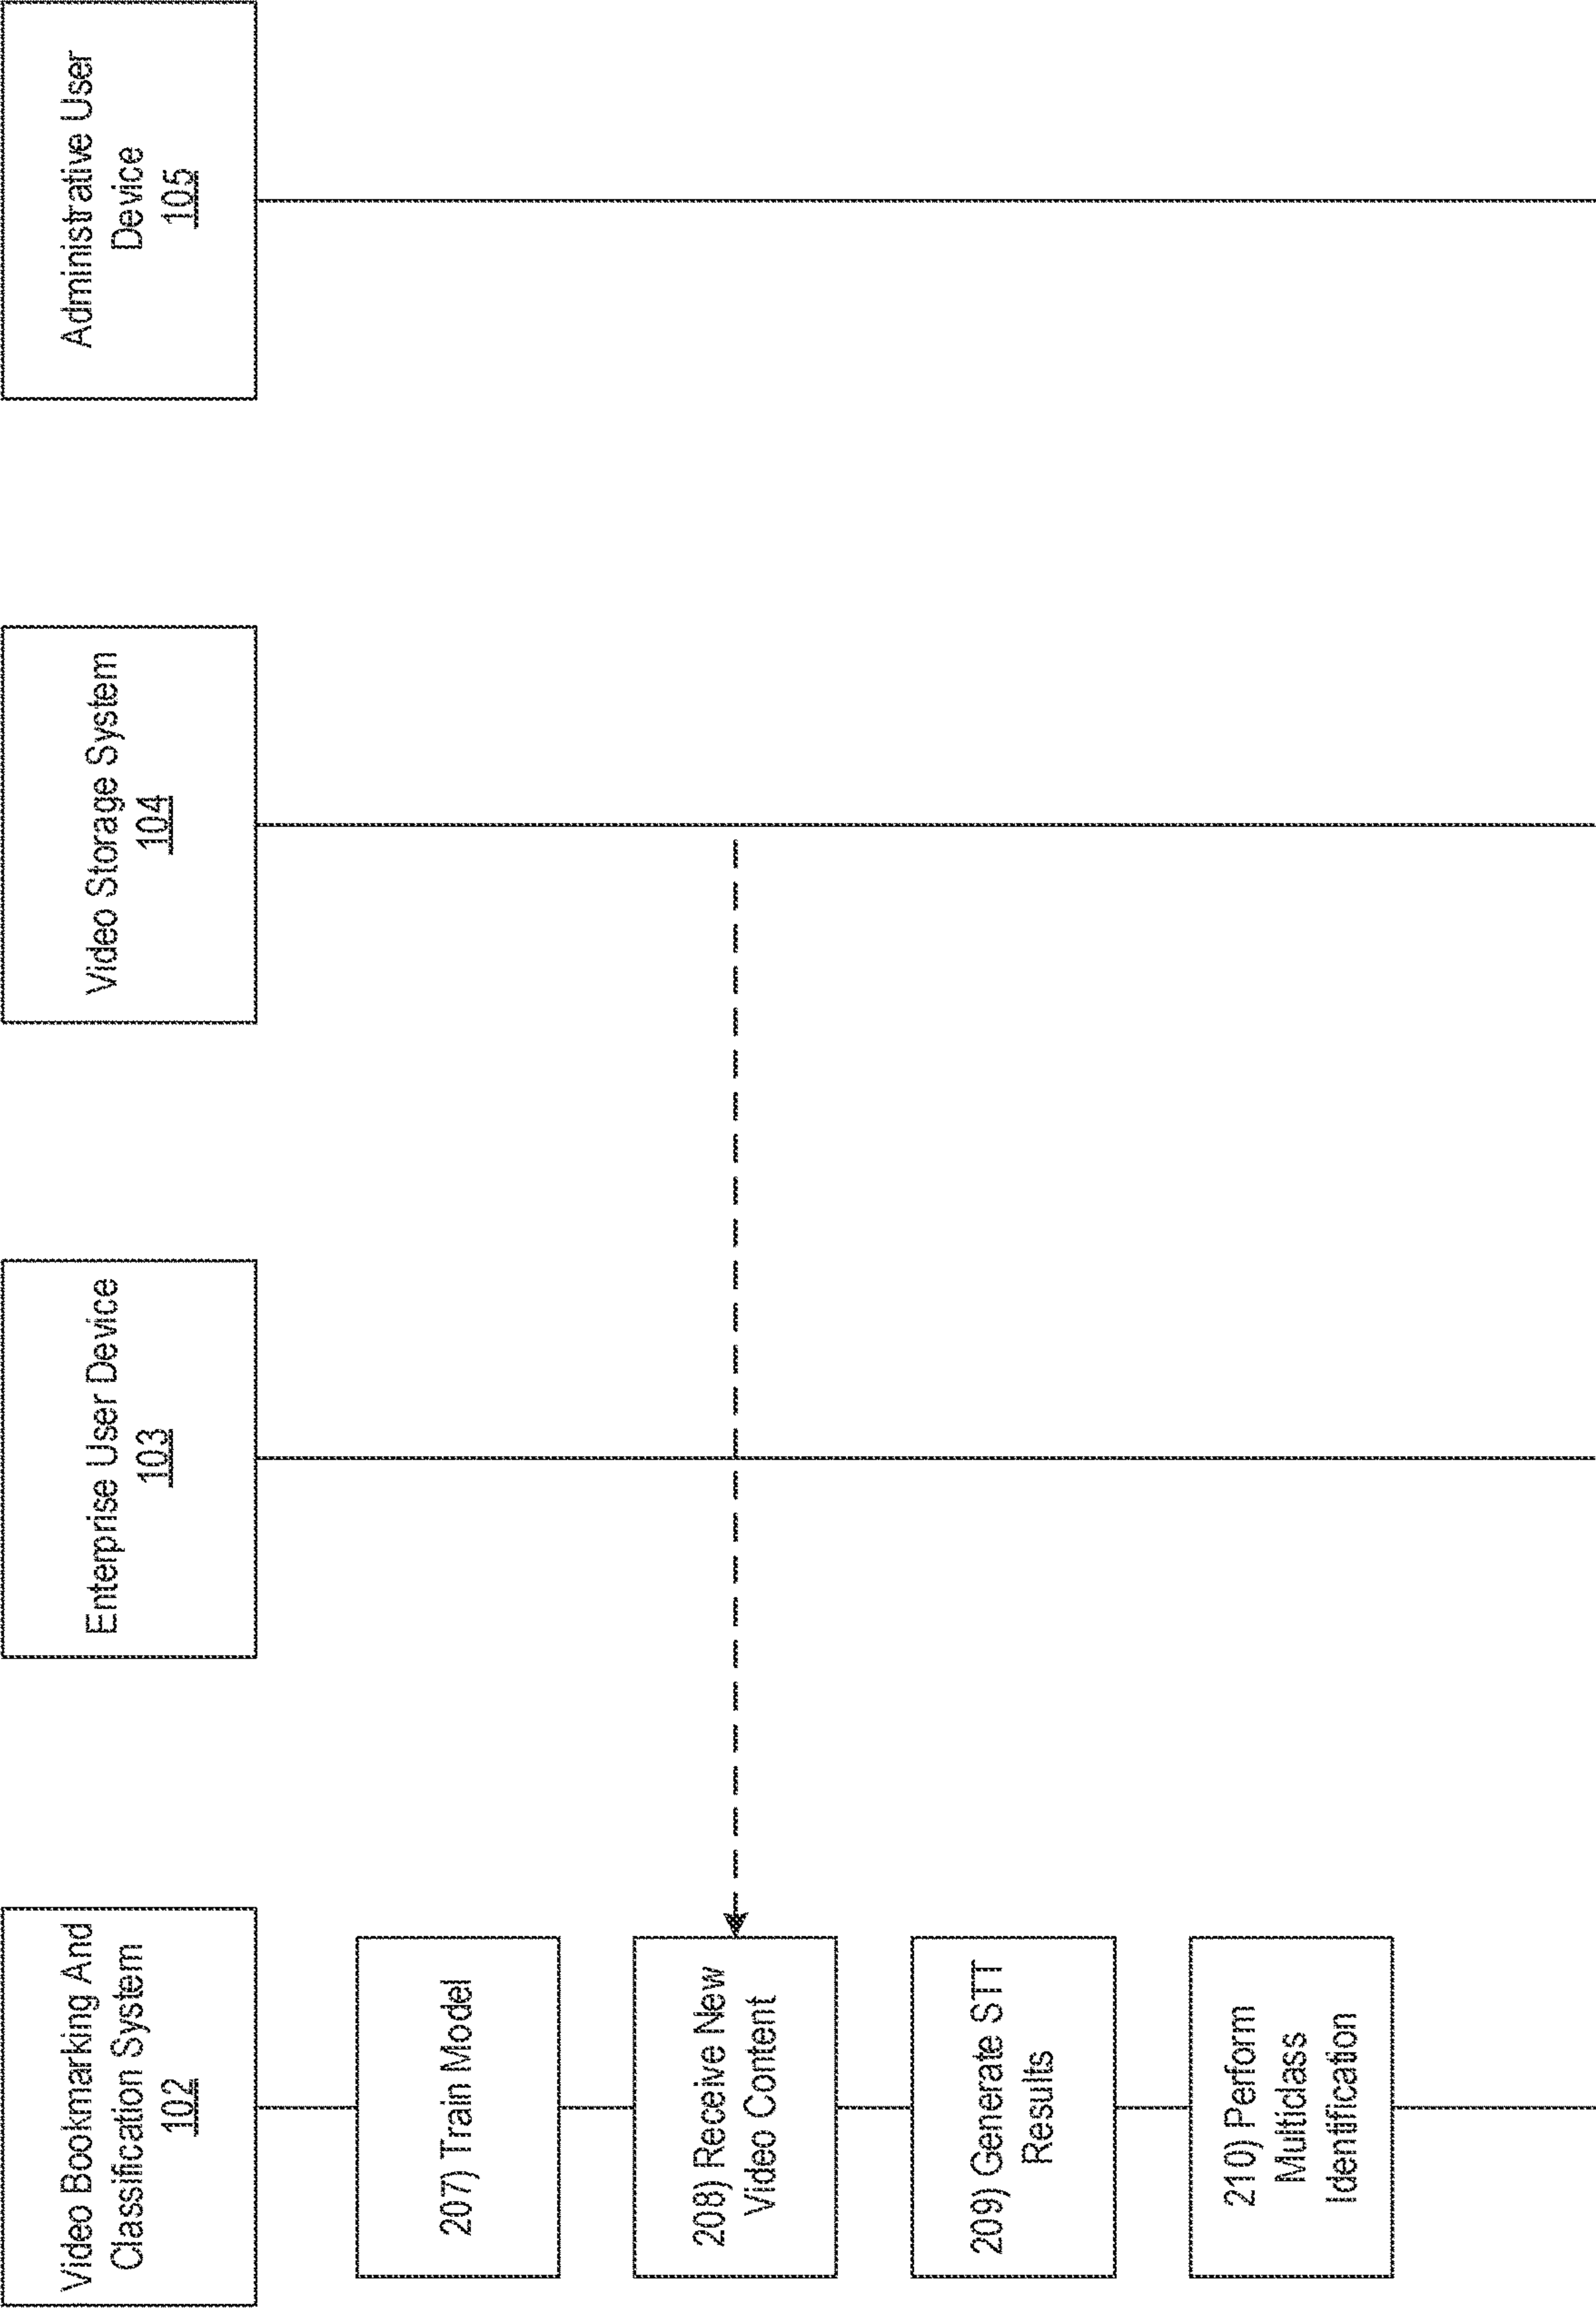 Video Bookmarking And
Classification System
102
Enterprise User Device
103
Video Storage System
104
Administrative User
Device
105
207) Train Model
208) Receive New
Video Content
209) Generate STT
Results
210) Perform
Multiclass
Identification